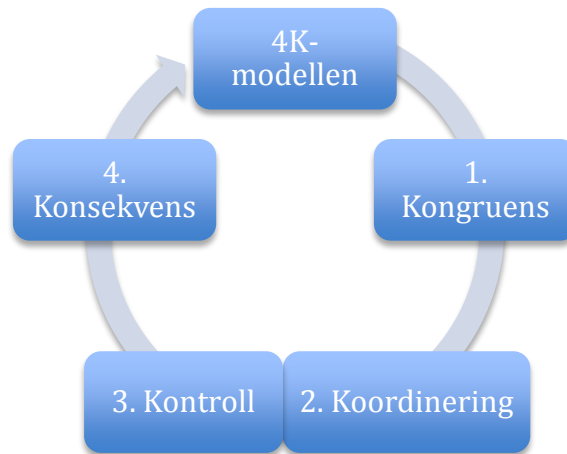 4K-
modellen
1.
Kongruens
2. Koordinering
3. Kontroll
4.
Konsekvens